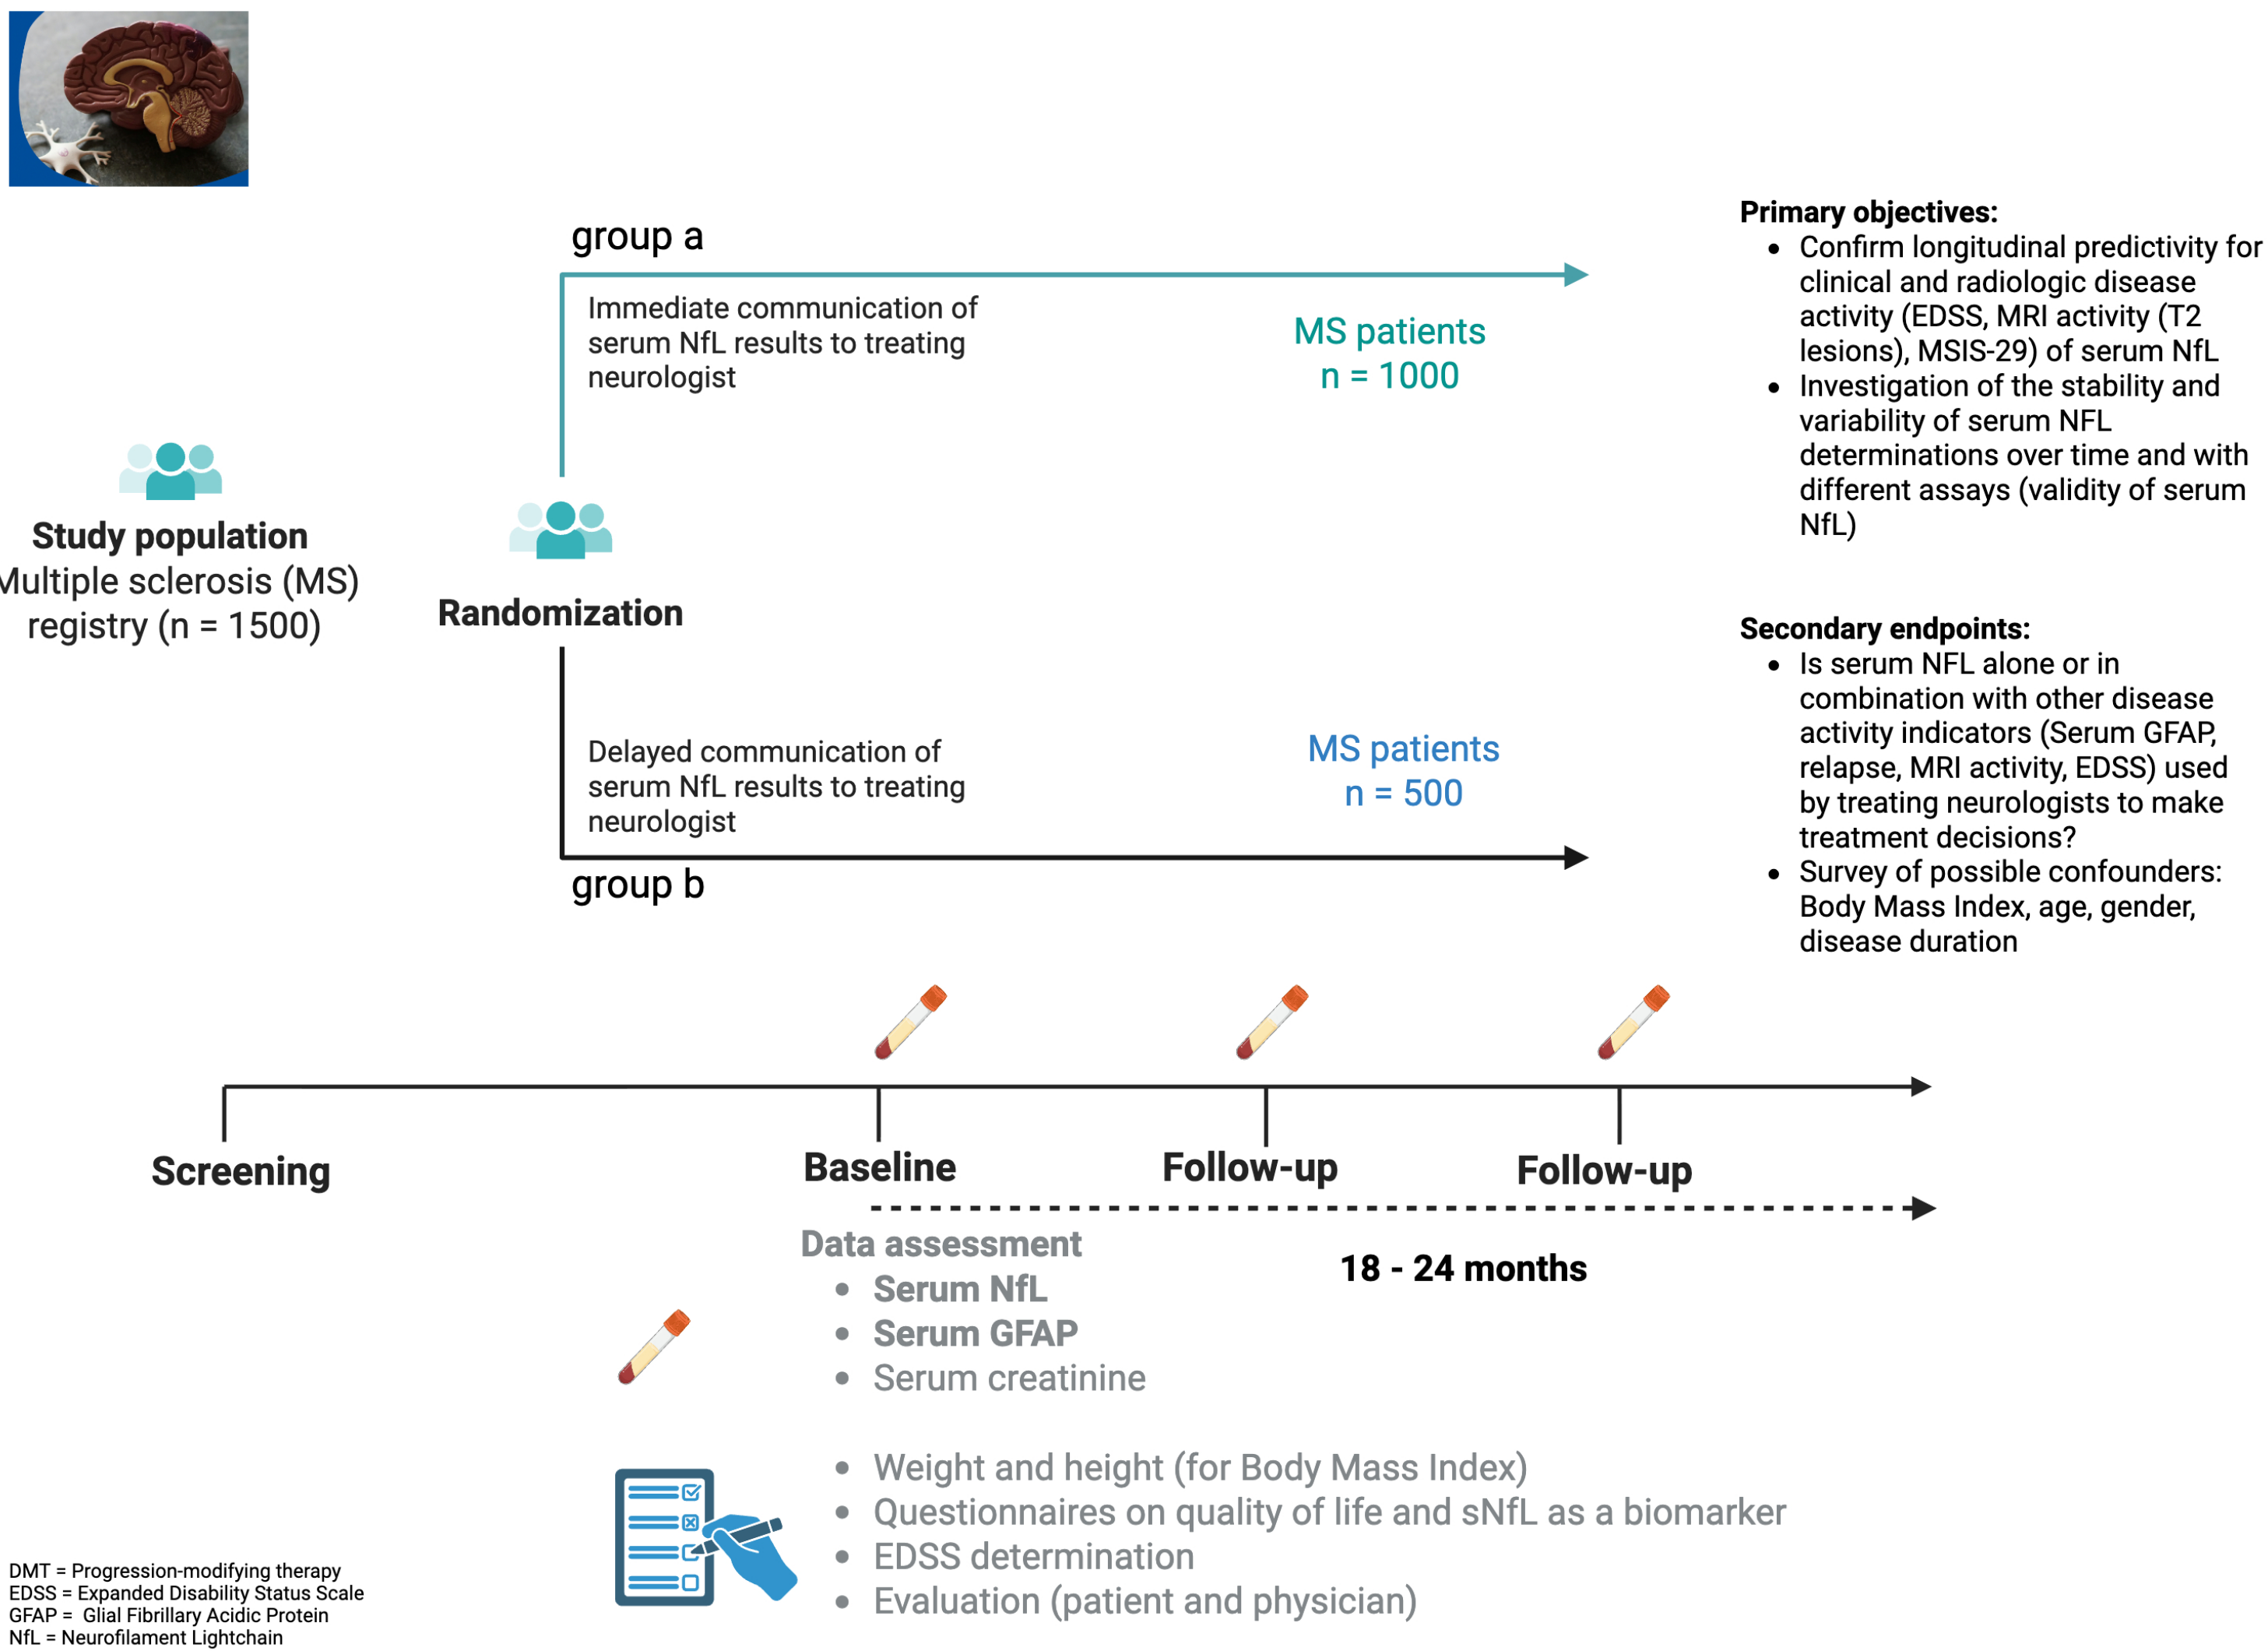 group a
Immediate communication of
serum NfL results to treating
neurologist
MS patients
n = 1000
Study population
Multiple sclerosis (MS)
registry (n = 1500)
Randomization
Delayed communication of
serum NfL results to treating
neurologist
MS patients
n = 500
group b
Primary objectives:
• Confirm longitudinal predictivity for
clinical and radiologic disease
activity (EDSS, MRI activity (T2
lesions), MSIS-29) of serum NfL
• Investigation of the stability and
variability of serum NFL
determinations over time and with
different assays (validity of serum
NfL)
Secondary endpoints:
• Is serum NFL alone or in
combination with other disease
activity indicators (Serum GFAP,
relapse, MRI activity, EDSS) used
by treating neurologists to make
treatment decisions?
• Survey of possible confounders:
Body Mass Index, age, gender,
disease duration
Screening
Baseline
Follow-up
Follow-up
18 - 24 months
Data assessment
• Serum NfL
• Serum GFAP
• Serum creatinine
• Weight and height (for Body Mass Index)
• Questionnaires on quality of life and sNfL as a biomarker
• EDSS determination
• Evaluation (patient and physician)
DMT = Progression-modifying therapy
EDSS = Expanded Disability Status Scale
GFAP = Glial Fibrillary Acidic Protein
NfL = Neurofilament Lightchain